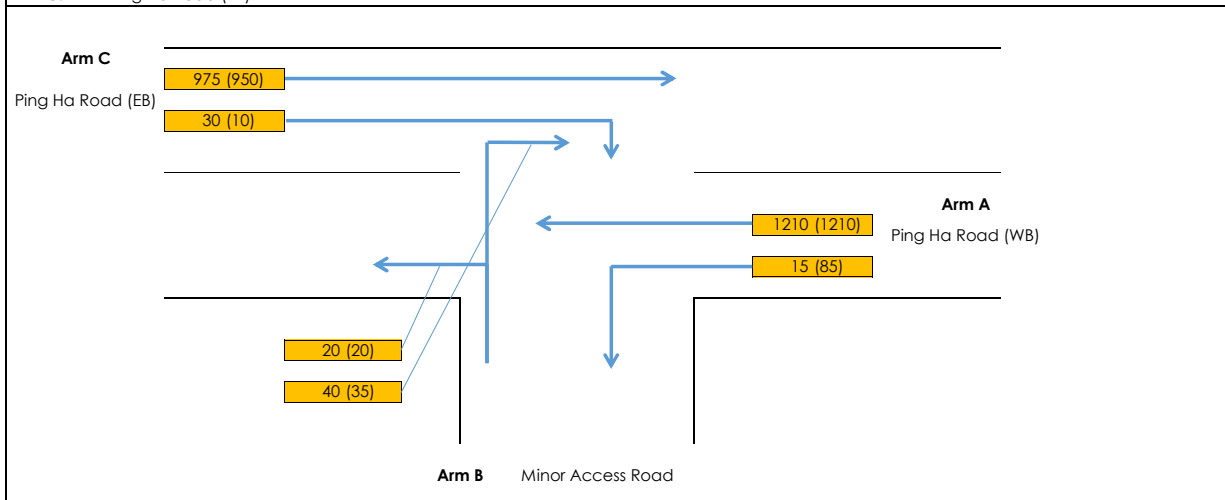 Arm C
975 (950)
Ping Ha Road (EB)
30 (10)
Arm A
1210 (1210)
Ping Ha Road (WB)
15 (85)
20 (20)
40 (35)
Arm B Minor Access Road